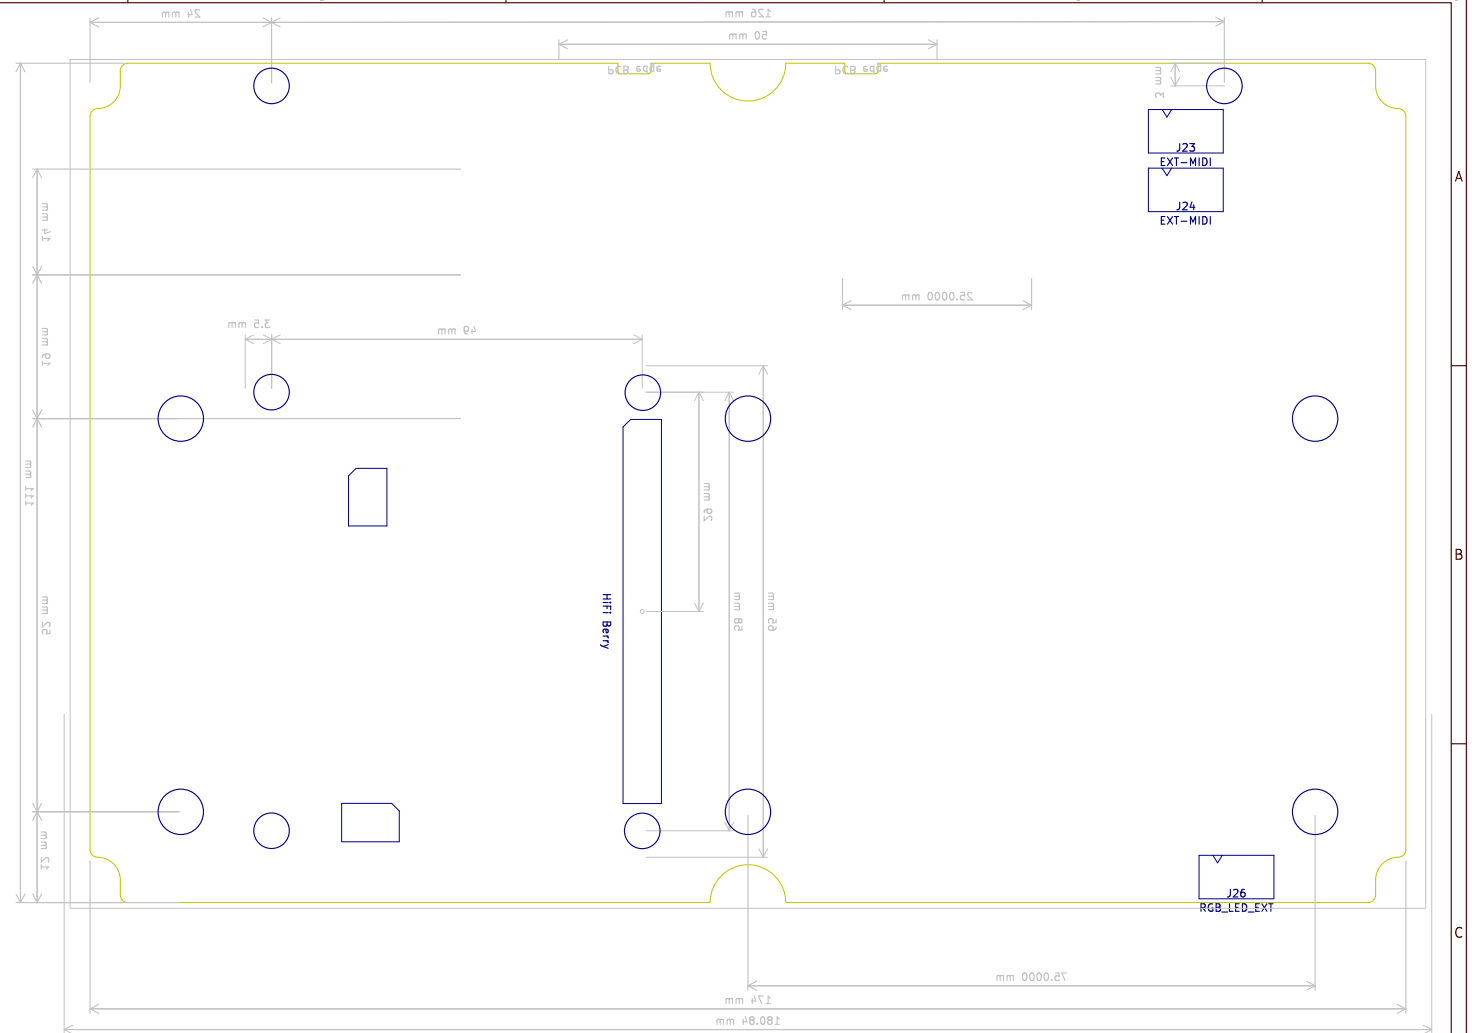 24 mm
126 mm
50 mm
PCB edge
PCB edge
3 mm
J23
EXT-MIDI
A
J24
EXT-MIDI
14 mm
25.0000 mm
3.5 mm
49 mm
19 mm
111 mm
29 mm
B
HiFi Berry
52 mm
58 mm
65 mm
12 mm
J26
RGB_LED_EXT
C
75.0000 mm
174 mm
180.84 mm